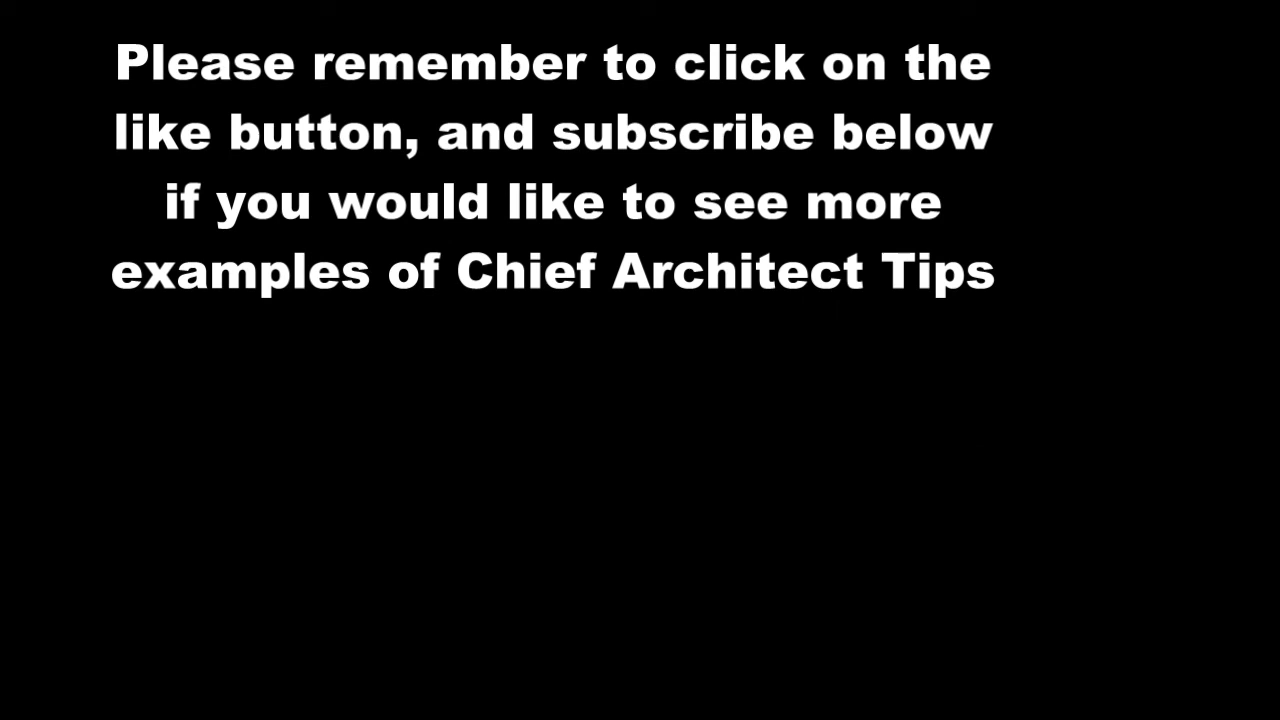 Please remember to click on the
like button, and subscribe below
if you would like to see more
examples of Chief Architect Tips